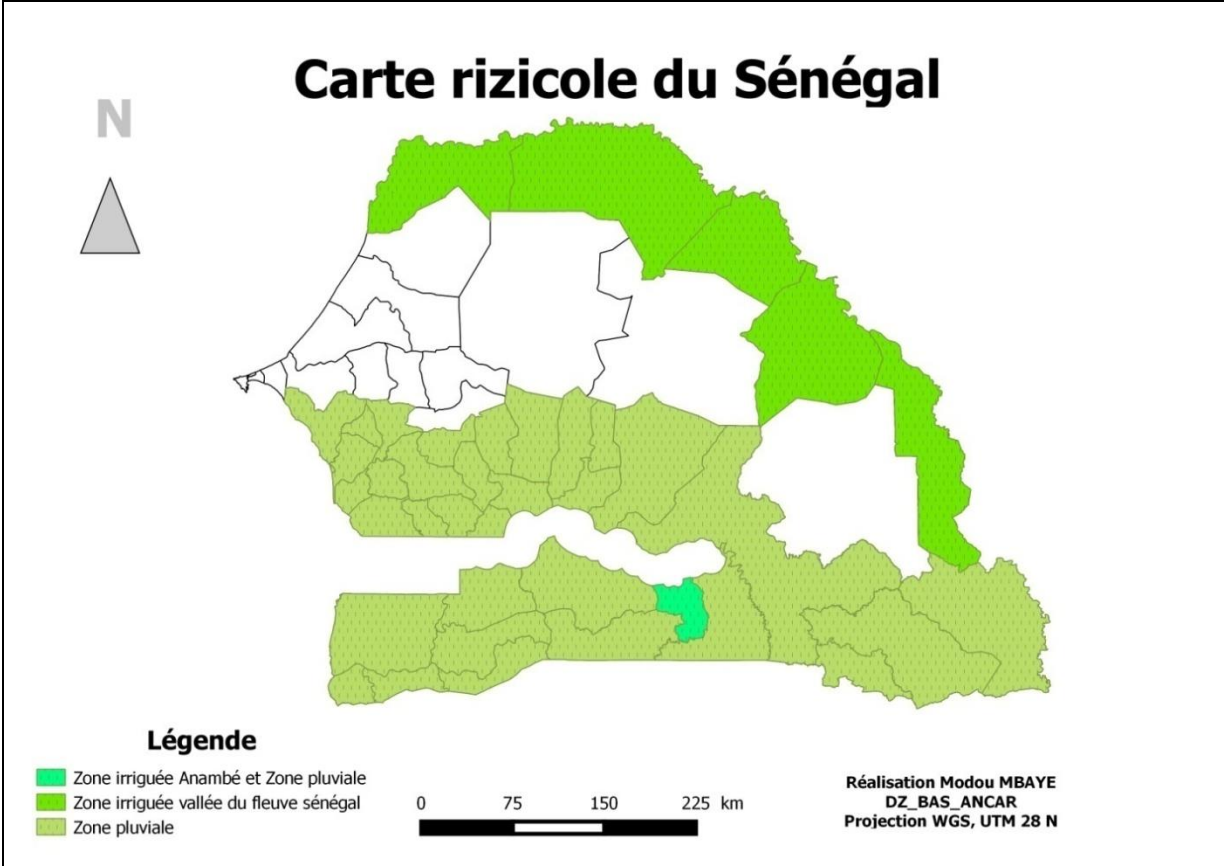 Carte rizicole du Sénégal
N
Légende
Zone irriguée Anambé et Zone pluviale
Zone irriguée vallée du fleuve sénégal
Zone pluviale
0 75 150 225 km
Réalisation Modou MBAYE
DZ_BAS_ANCAR
Projection WGS, UTM 28 N